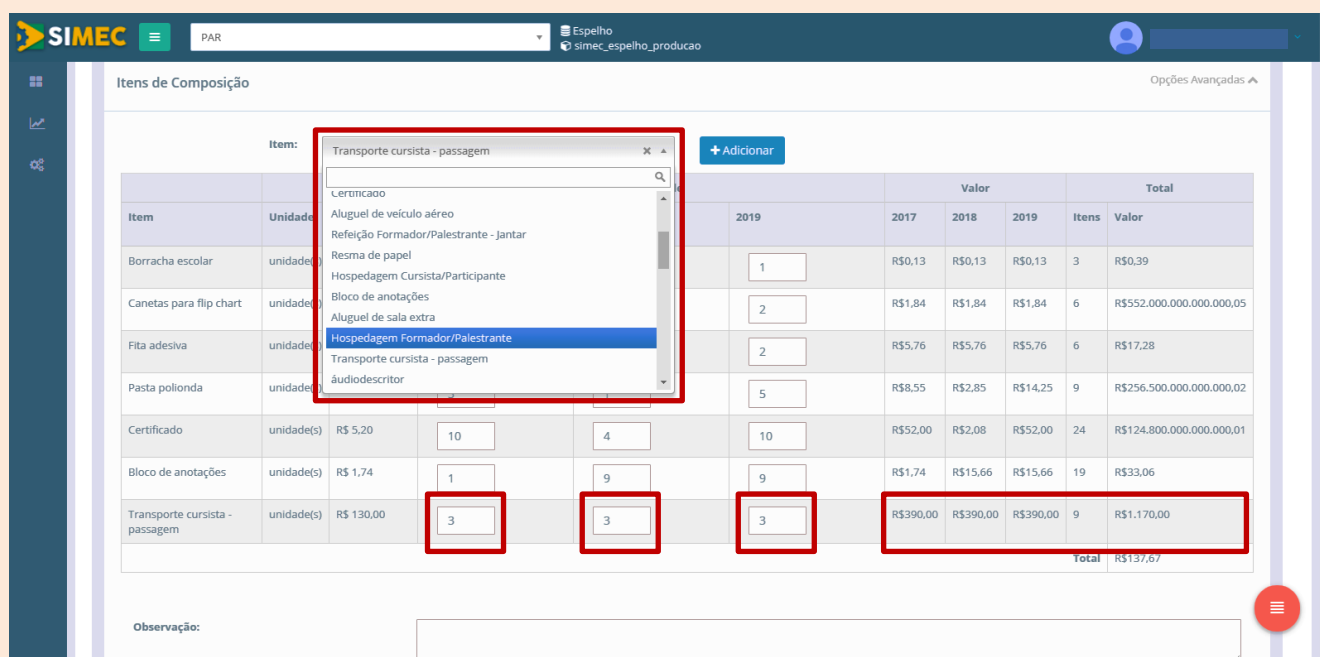 SIMEC
PAR
Espelho
simec_espelho_producao
Itens de Composição
Opções Avançadas
Item:
Transporte cursista - passagem
+ Adicionar
Certificado
Aluguel de veículo aéreo
Refeição Formador/Palestrante - Jantar
Resma de papel
Hospedagem Cursista/Participante
Bloco de anotações
Aluguel de sala extra
Hospedagem Formador/Palestrante
Transporte cursista - passagem
áudiodescritor
Valor Total
Item Unidade 2019 2017 2018 2019 Itens Valor
Borracha escolar 1 R$0,13 R$0,13 R$0,13 3 R$0,39
Canetas para flip chart 2 R$1,84 R$1,84 R$1,84 6 R$552.000.000.000.000,05
Fita adesiva 2 R$5,76 R$5,76 R$5,76 6 R$17,28
Pasta polionda 5 R$8,55 R$2,85 R$14,25 9 R$256.500.000.000.000,02
Certificado unidade(s) R$ 5,20 10 4 10 R$52,00 R$2,08 R$52,00 24 R$124.800.000.000.000,01
Bloco de anotações unidade(s) R$ 1,74 1 9 9 R$1,74 R$15,66 R$15,66 19 R$33,06
Transporte cursista - passagem unidade(s) R$ 130,00 3 3 3 R$390,00 R$390,00 R$390,00 9 R$1.170,00
Total R$137,67
Observação: